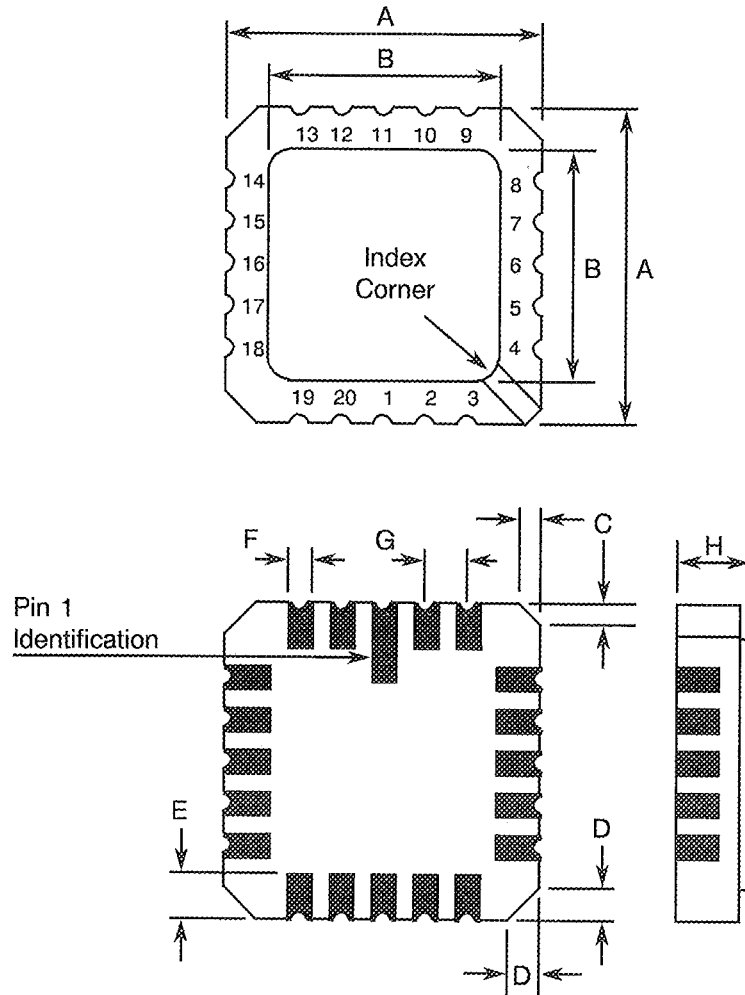 A
B
13 12 11 10 9
14 8
15 7
16 6
17 5
18 4
B A
Index
Corner
19 20 1 2 3
F G C H
Pin 1
Identification
E D
D